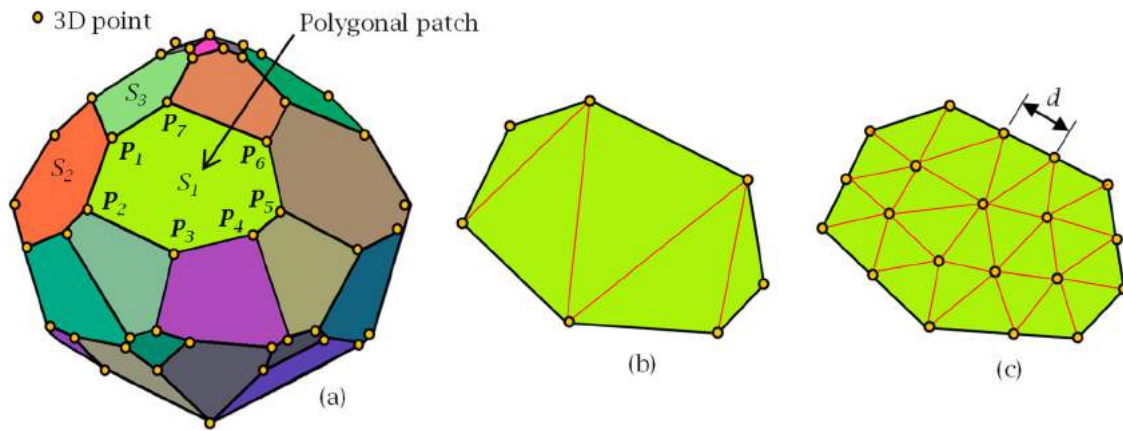 3D point
Polygonal patch
d
S3
P7
S2
P1
P6
S1
P2
P5
P4
P3
(a)
(b)
(c)